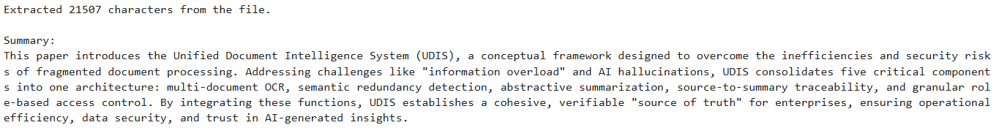 Extracted 21507 characters from the file.
Summary:
This paper introduces the Unified Document Intelligence System (UDIS), a conceptual framework designed to overcome the inefficiencies and security risk
s of fragmented document processing. Addressing challenges like "information overload" and AI hallucinations, UDIS consolidates five critical component
s into one architecture: multi-document OCR, semantic redundancy detection, abstractive summarization, source-to-summary traceability, and granular rol
e-based access control. By integrating these functions, UDIS establishes a cohesive, verifiable "source of truth" for enterprises, ensuring operational
efficiency, data security, and trust in AI-generated insights.